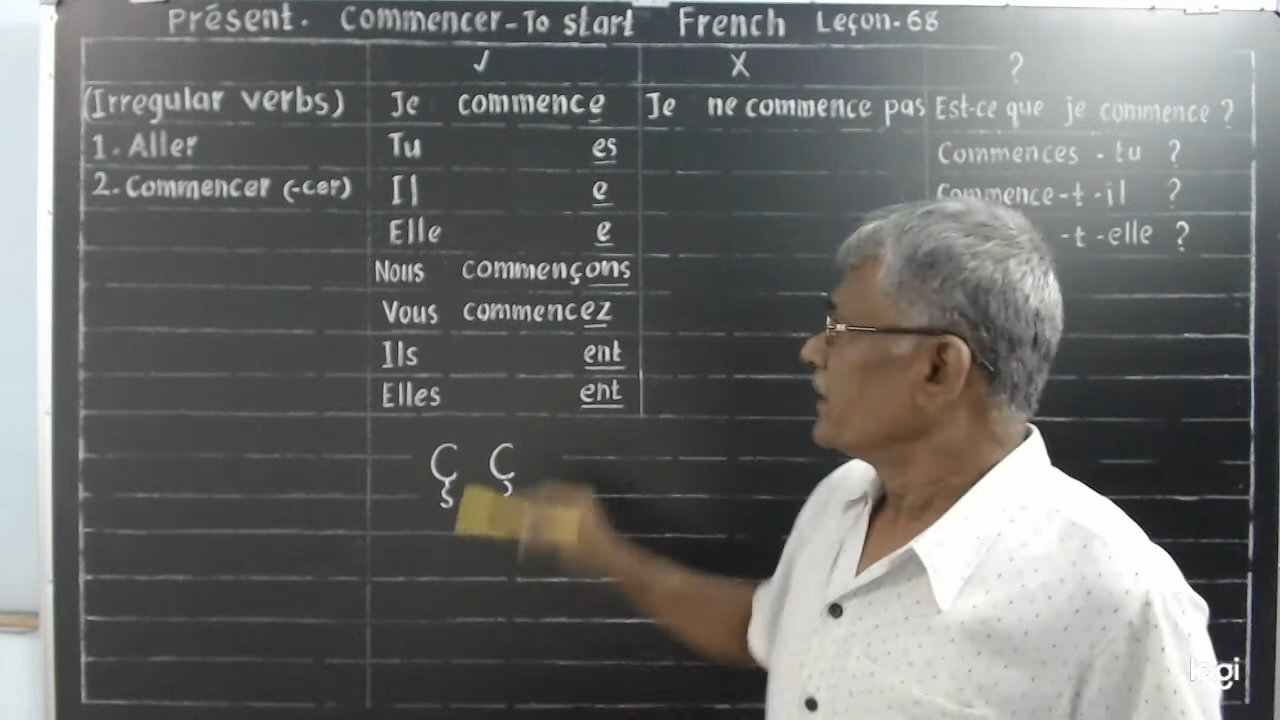 Présent. Commencer - To start French Leçon. 68
✓ X ?
(Irregular verbs) Je commence Je ne commence pas Est-ce que je commence ?
1. Aller Tu es Commences - tu ?
2. Commencer (-cer) Il e Commence - t - il ?
Elle e - t - elle ?
Nous commençons
Vous commencez
Ils ent
Elles ent
Ç Ç
s
logi